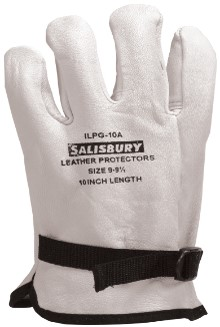 ILPG-10A
SALISBURY
LEATHER PROTECTORS
SIZE 9-9½
10 INCH LENGTH